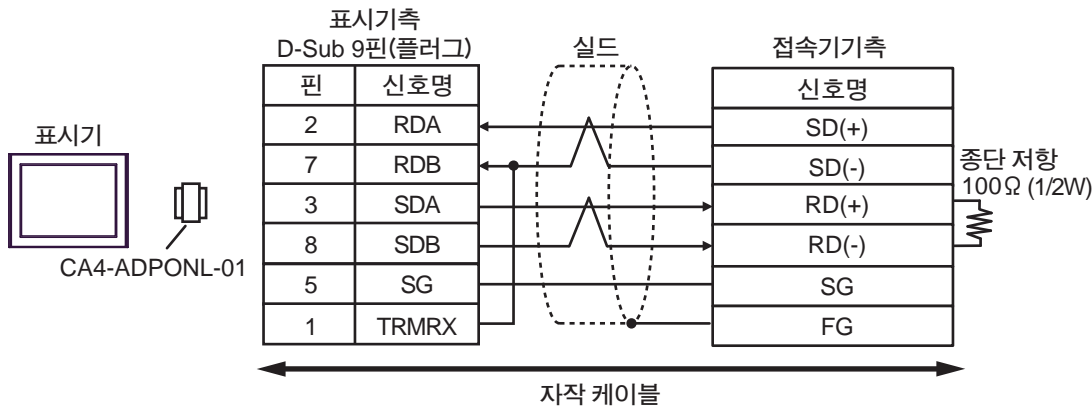 표시기측
D-Sub 9핀(플러그)
실드
접속기기측
핀 신호명
신호명
2 RDA
SD(+)
7 RDB
SD(-)
3 SDA
RD(+)
8 SDB
RD(-)
5 SG
SG
1 TRMRX
FG
표시기
CA4-ADPONL-01
종단 저항
100Ω (1/2W)
자작 케이블